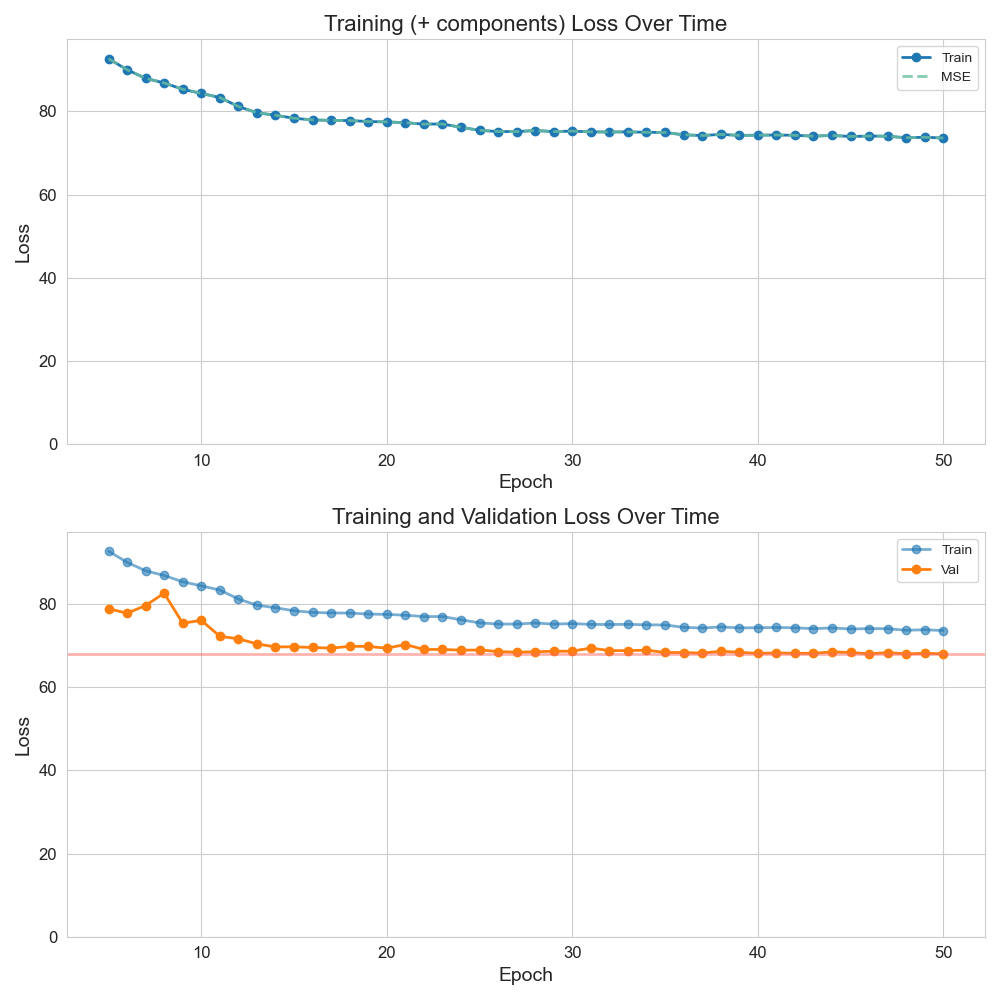 Training (+ components) Loss Over Time
Train
MSE
80
60
40
20
0
Loss
10 20 30 40 50
Epoch
Training and Validation Loss Over Time
Train
Val
80
60
40
20
0
Loss
10 20 30 40 50
Epoch